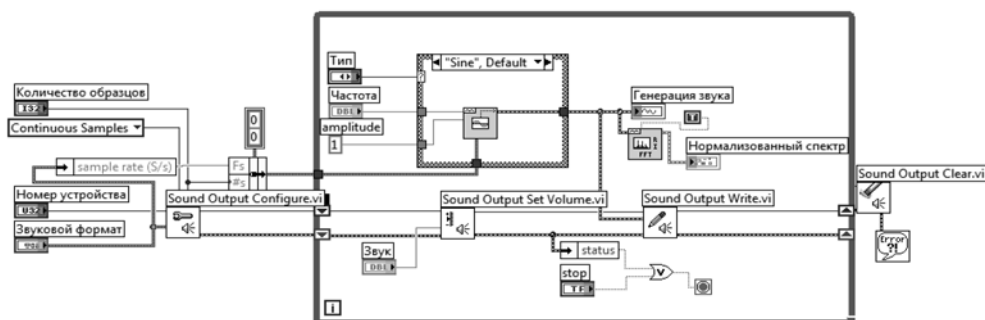 Тип
"Sine", Default
?
Количество образцов
I32
Частота
DBL
Генерация звука
Continuous Samples
amplitude
1
0
0
T
FFT
Нормализованный спектр
sample rate (S/s)
Fs
#s
Номер устройства
U32
Sound Output Configure.vi
Sound Output Set Volume.vi
Sound Output Write.vi
Sound Output Clear.vi
Звуковой формат
Звук
DBL
status
stop
TF
V
Error
?!
i